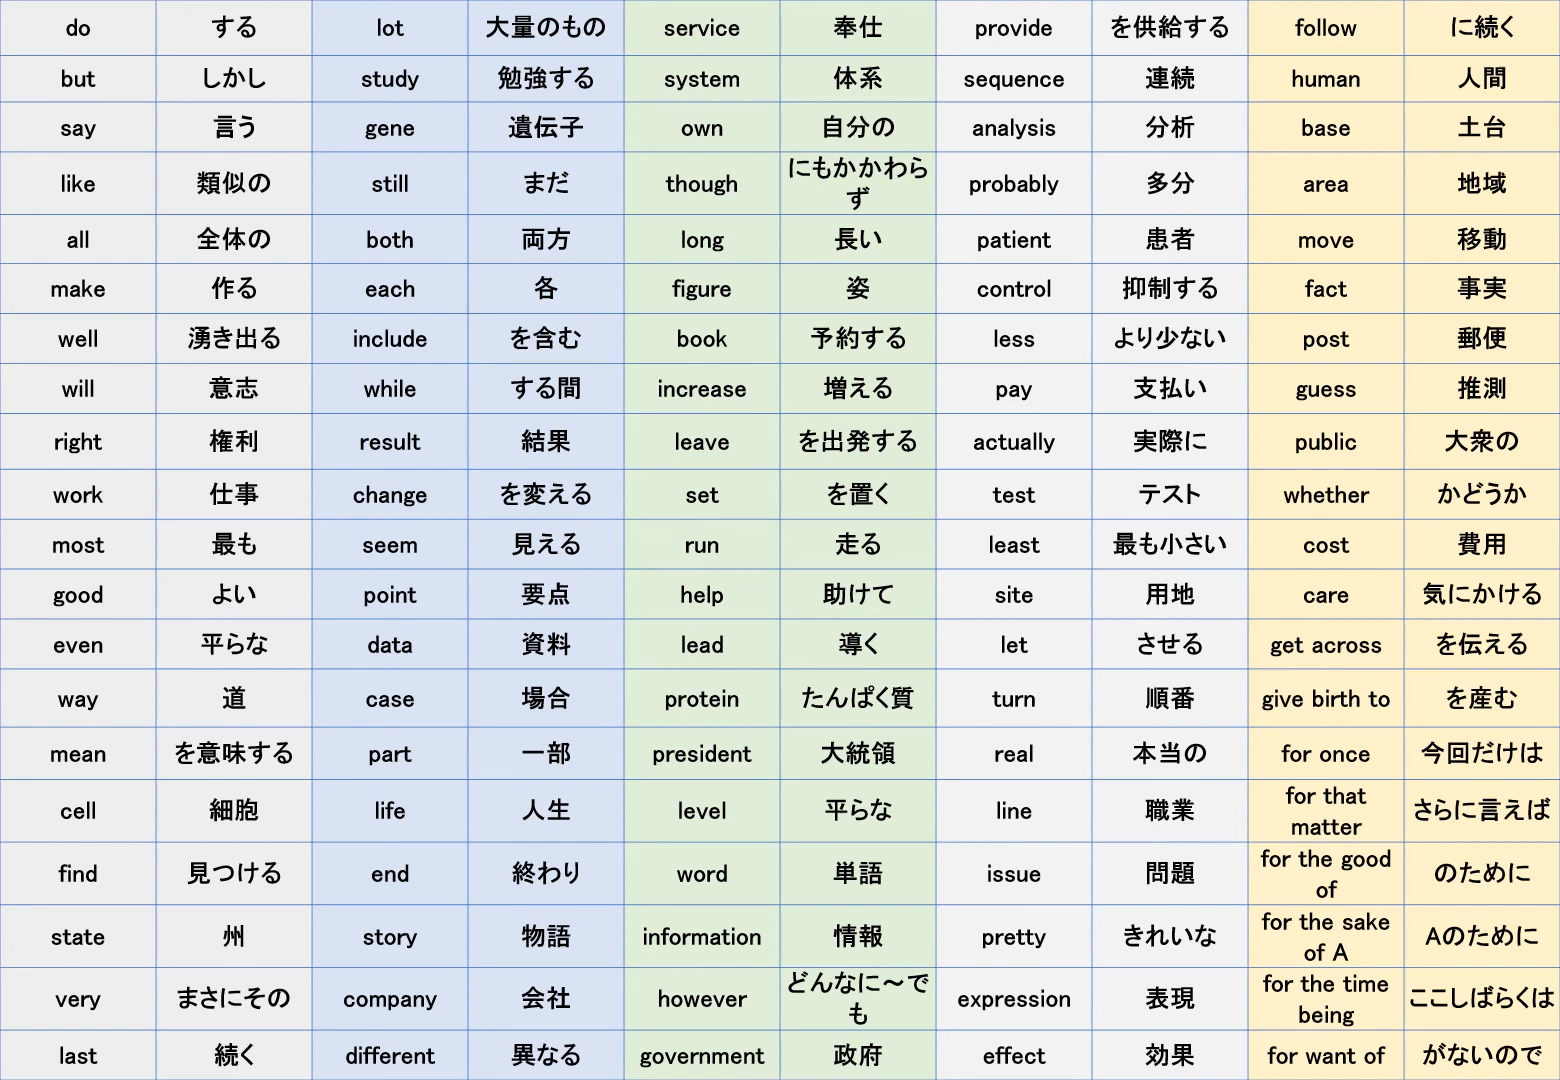 do する lot 大量のもの service 奉仕 provide を供給する follow に続く
but しかし study 勉強する system 体系 sequence 連続 human 人間
say 言う gene 遺伝子 own 自分の analysis 分析 base 土台
like 類似の still まだ though にもかかわらず probably 多分 area 地域
all 全体の both 両方 long 長い patient 患者 move 移動
make 作る each 各 figure 姿 control 抑制する fact 事実
well 湧き出る include を含む book 予約する less より少ない post 郵便
will 意志 while する間 increase 増える pay 支払い guess 推測
right 権利 result 結果 leave を出発する actually 実際に public 大衆の
work 仕事 change を変える set を置く test テスト whether かどうか
most 最も seem 見える run 走る least 最も小さい cost 費用
good よい point 要点 help 助けて site 用地 care 気にかける
even 平らな data 資料 lead 導く let させる get across を伝える
way 道 case 場合 protein たんぱく質 turn 順番 give birth to を産む
mean を意味する part 一部 president 大統領 real 本当の for once 今回だけは
cell 細胞 life 人生 level 平らな line 職業 for that matter さらに言えば
find 見つける end 終わり word 単語 issue 問題 for the good of のために
state 州 story 物語 information 情報 pretty きれいな for the sake of A Aのために
very まさにその company 会社 however どんなに～でも expression 表現 for the time being ここしばらくは
last 続く different 異なる government 政府 effect 効果 for want of がないので